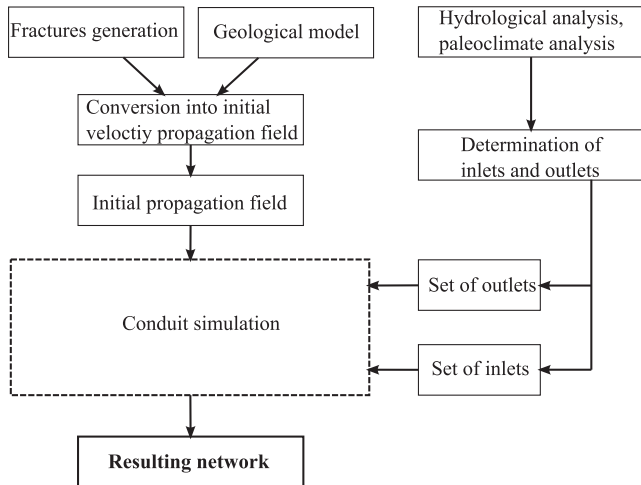 Fractures generation
Geological model
Hydrological analysis,
paleoclimate analysis
Conversion into initial
veloctiy propagation field
Determination of
inlets and outlets
Initial propagation field
Set of outlets
Conduit simulation
Set of inlets
Resulting network